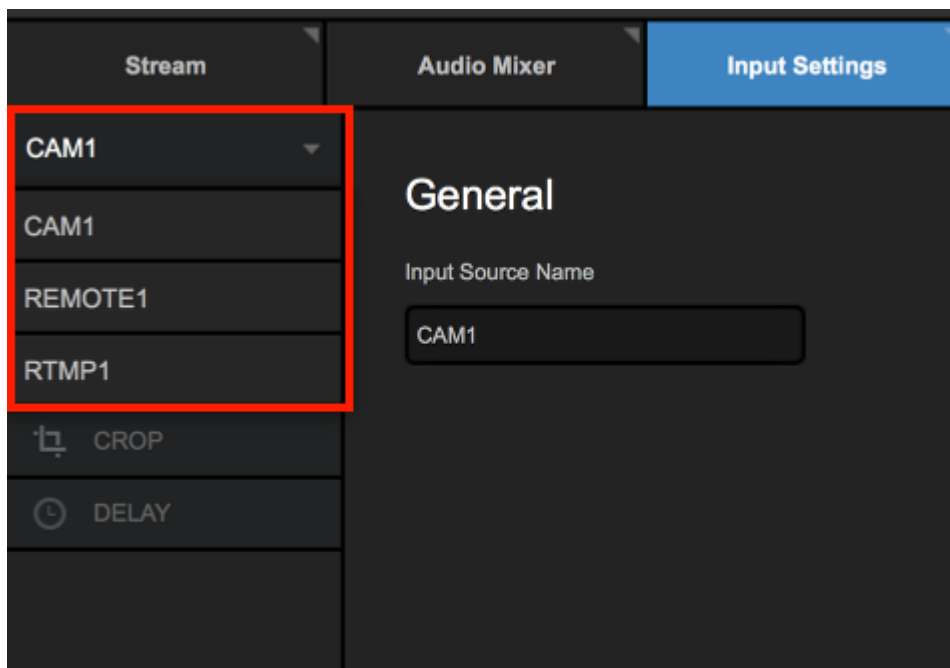 Stream
Audio Mixer
Input Settings
CAM1
CAM1
REMOTE1
RTMP1
CROP
DELAY
General
Input Source Name
CAM1